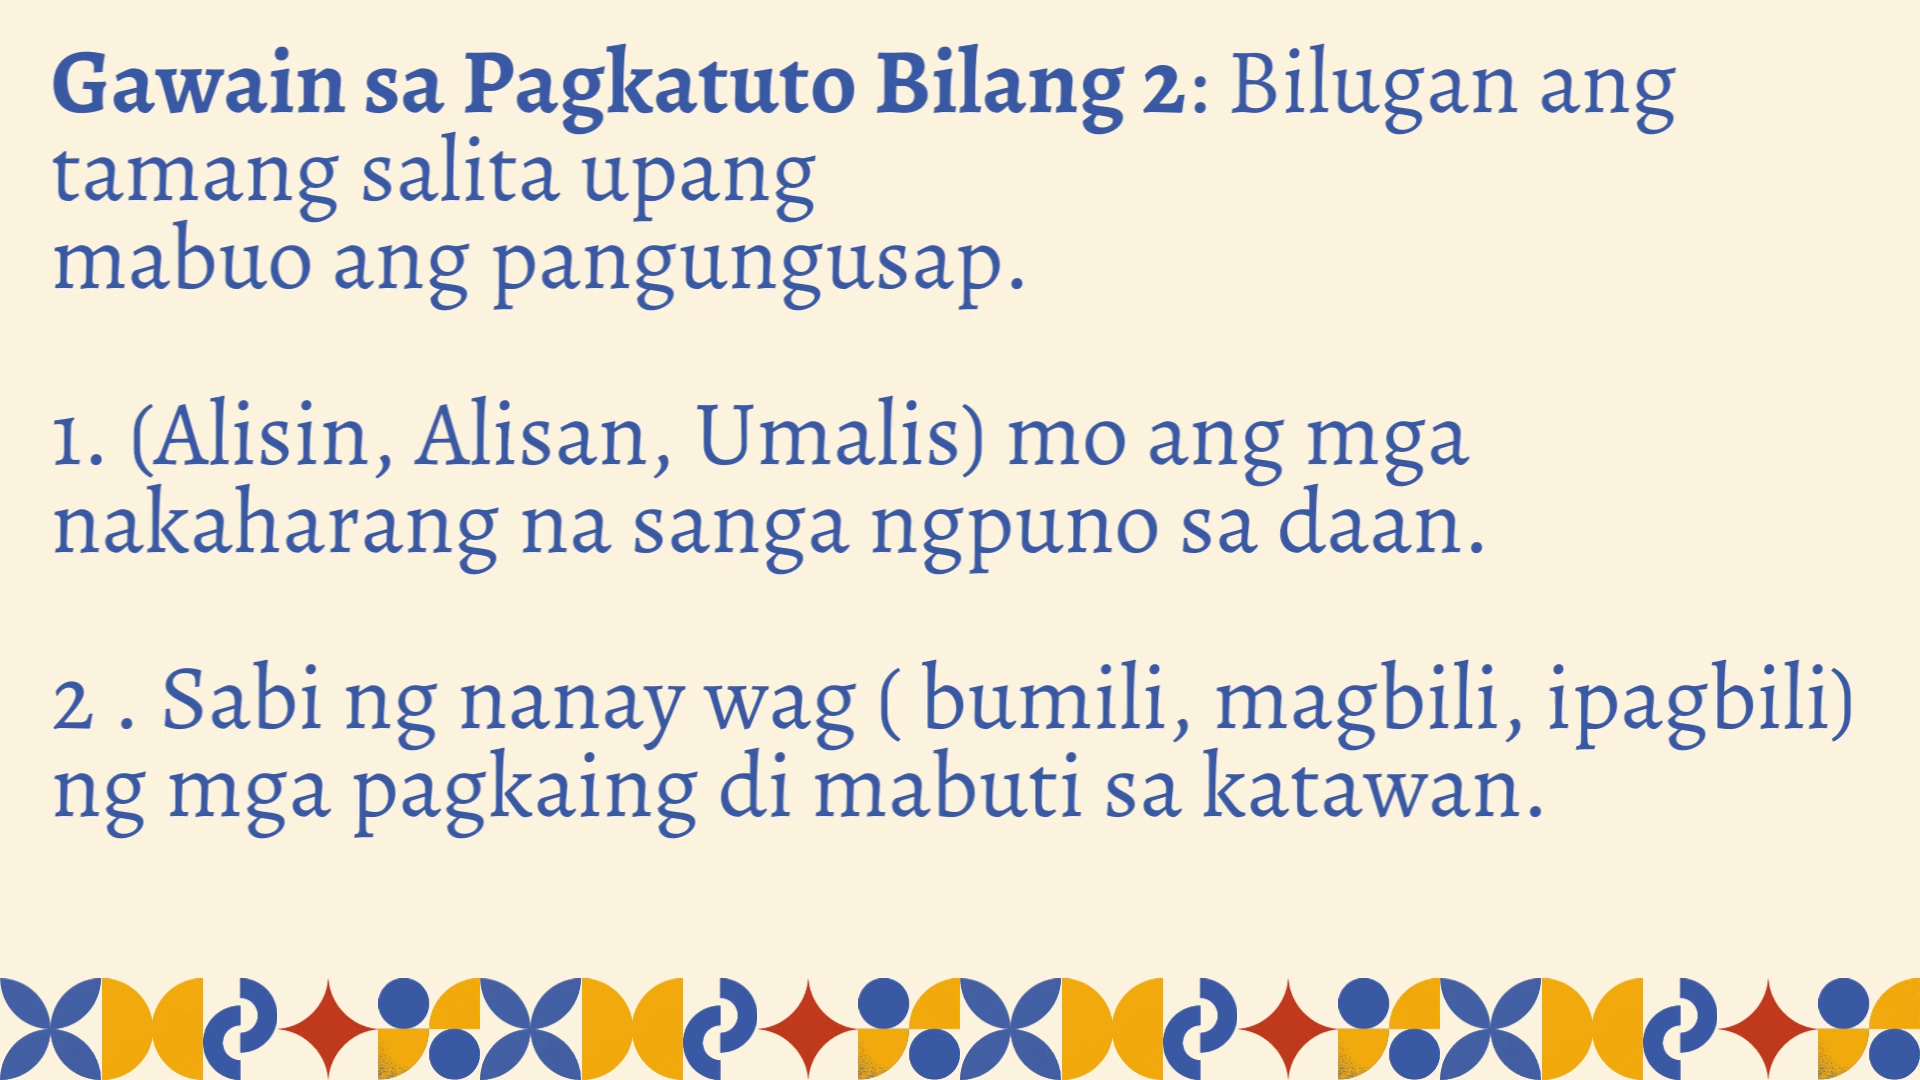 Gawain sa Pagkatuto Bilang 2: Bilugan ang
tamang salita upang
mabuo ang pangungusap.
1. (Alisin, Alisan, Umalis) mo ang mga
nakaharang na sanga ngpuno sa daan.
2 . Sabi ng nanay wag ( bumili, magbili, ipagbili)
ng mga pagkaing di mabuti sa katawan.